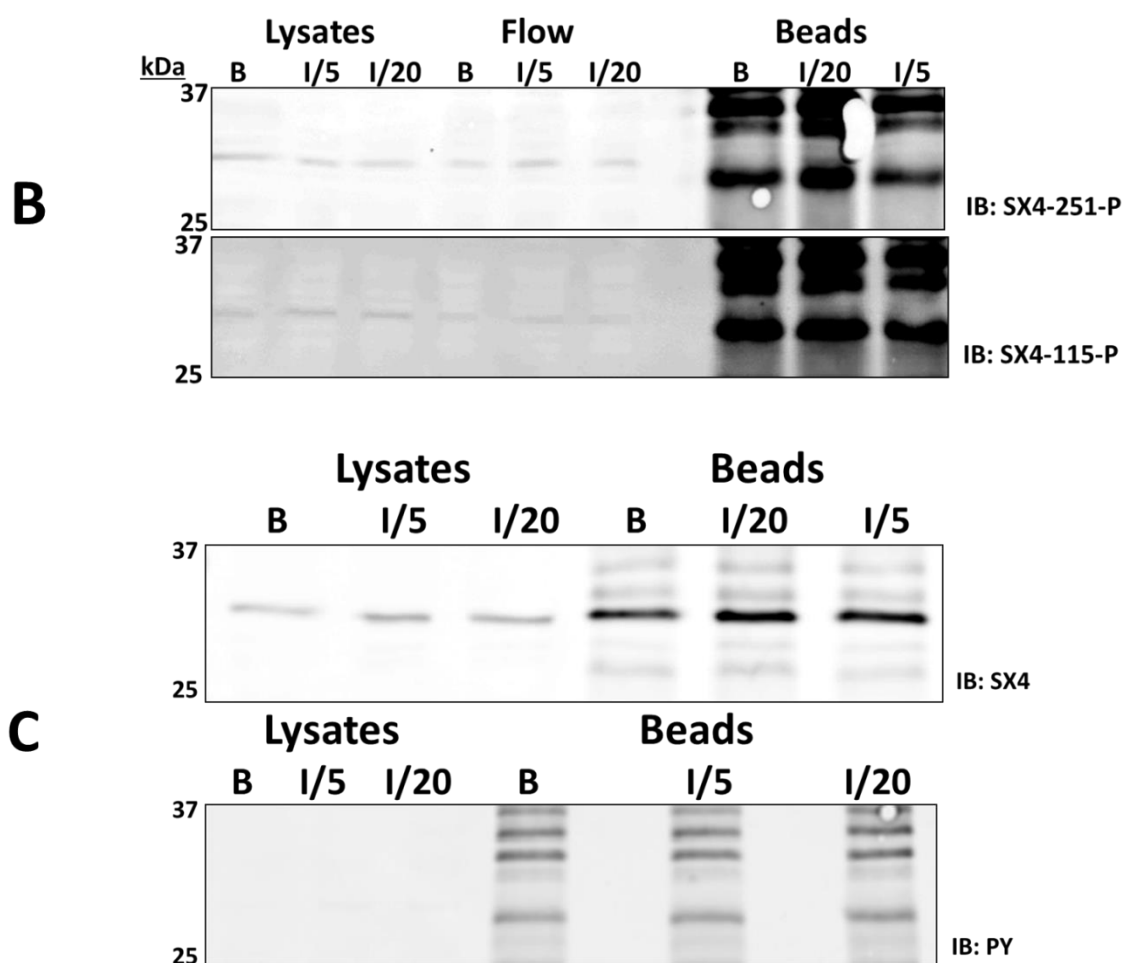 Lysates Flow Beads
kDa B I/5 I/20 B I/5 I/20 B I/20 I/5
37
B
IB: SX4-251-P
25
37
IB: SX4-115-P
25
Lysates Beads
B I/5 I/20 B I/20 I/5
37
IB: SX4
25
C
Lysates Beads
B I/5 I/20 B I/5 I/20
37
IB: PY
25